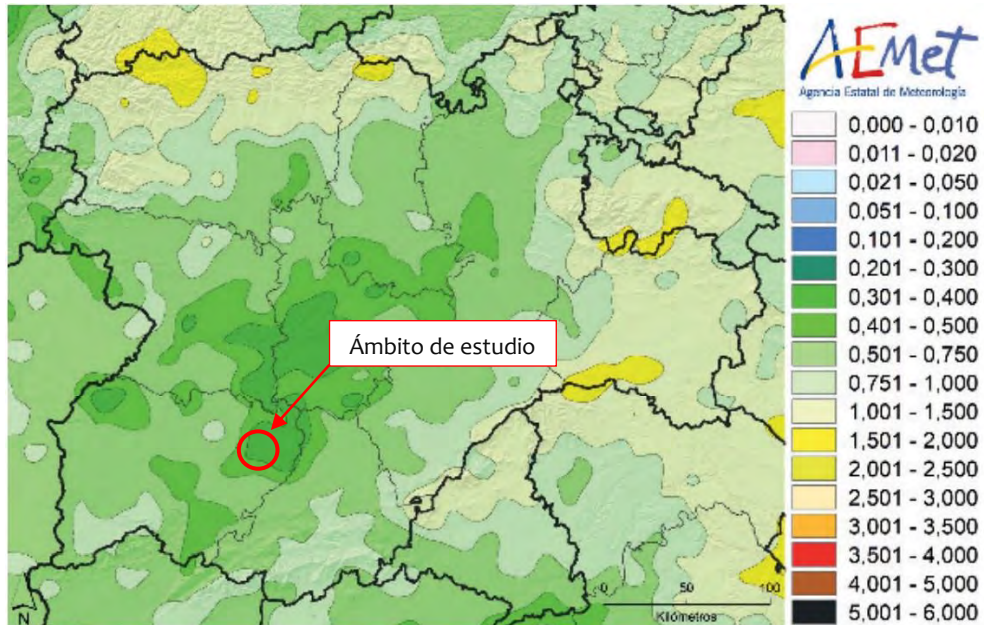 AEMet
Agencia Estatal de Meteorología
0,000 - 0,010
0,011 - 0,020
0,021 - 0,050
0,051 - 0,100
0,101 - 0,200
0,201 - 0,300
0,301 - 0,400
0,401 - 0,500
0,501 - 0,750
0,751 - 1,000
1,001 - 1,500
1,501 - 2,000
2,001 - 2,500
2,501 - 3,000
3,001 - 3,500
3,501 - 4,000
4,001 - 5,000
5,001 - 6,000
Ámbito de estudio
0 50 100
Kilómetros
N